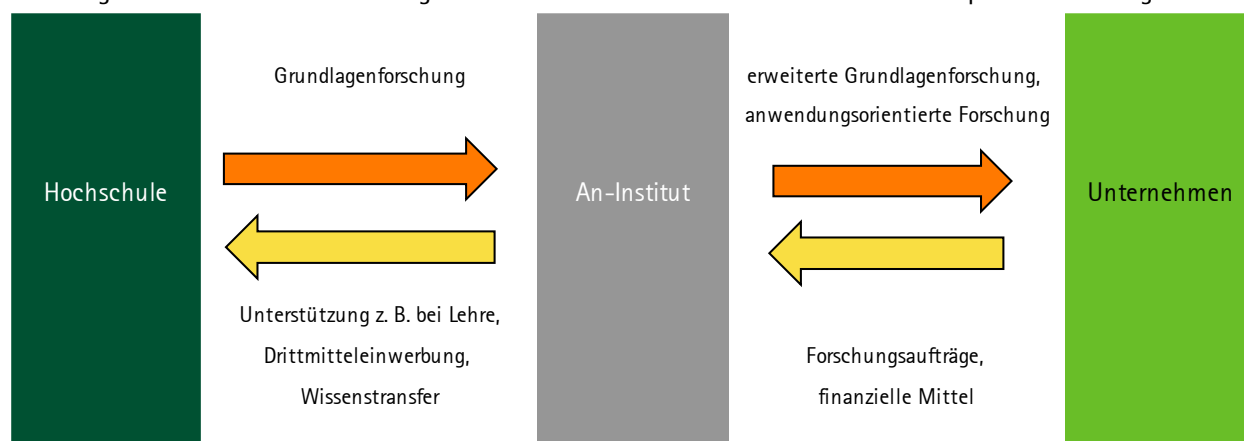 Grundlagenforschung
erweiterte Grundlagenforschung,
anwendungsorientierte Forschung
Hochschule
An-Institut
Unternehmen
Unterstützung z. B. bei Lehre,
Drittmitteleinwerbung,
Wissenstransfer
Forschungsaufträge,
finanzielle Mittel